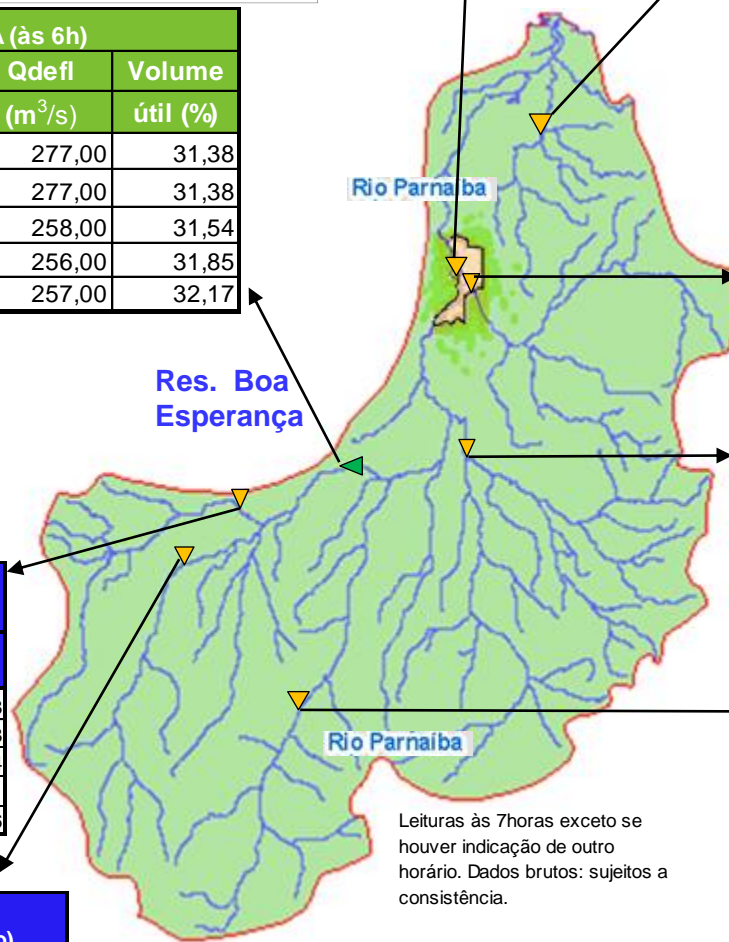 (às 6h)
Qdefl Volume
(m³/s) útil (%)
277,00 31,38
277,00 31,38
258,00 31,54
256,00 31,85
257,00 32,17
Rio Parnaíba
Res. Boa
Esperança
Rio Parnaíba
Leituras às 7horas exceto se
houver indicação de outro
horário. Dados brutos: sujeitos a
consistência.